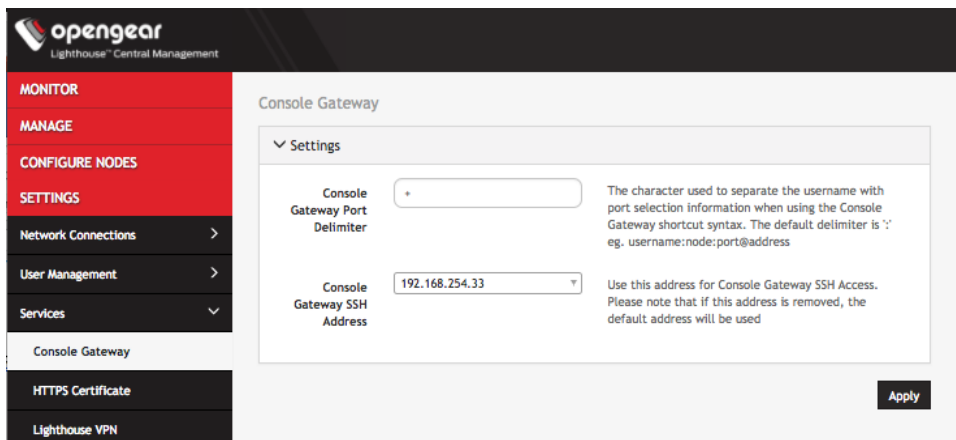 opengear
Lighthouse™ Central Management
MONITOR
MANAGE
CONFIGURE NODES
SETTINGS
Network Connections
User Management
Services
Console Gateway
HTTPS Certificate
Lighthouse VPN
Console Gateway
Settings
Console
Gateway Port
Delimiter
+
The character used to separate the username with
port selection information when using the Console
Gateway shortcut syntax. The default delimiter is ':'
eg. username:node:port@address
Console
Gateway SSH
Address
192.168.254.33
Use this address for Console Gateway SSH Access.
Please note that if this address is removed, the
default address will be used
Apply